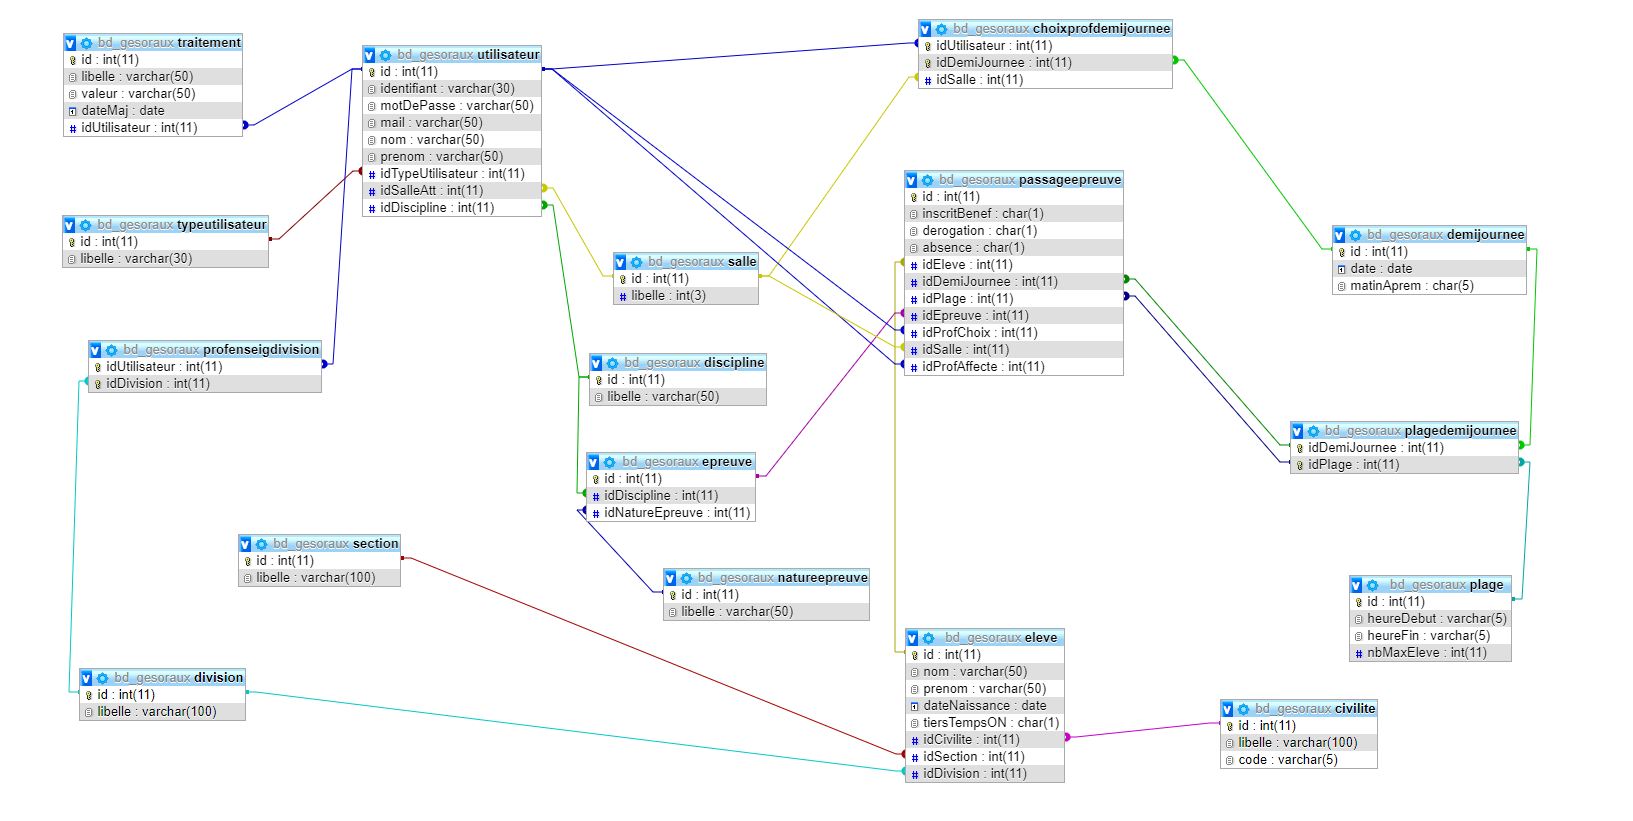 bd_gesoraux traitement
id : int(11)
libelle : varchar(50)
valeur : varchar(50)
dateMaj : date
idUtilisateur : int(11)
bd_gesoraux utilisateur
id : int(11)
identifiant : varchar(30)
motDePasse : varchar(50)
mail : varchar(50)
nom : varchar(50)
prenom : varchar(50)
idTypeUtilisateur : int(11)
idSalleAtt : int(11)
idDiscipline : int(11)
bd_gesoraux choixprofdemijournee
idUtilisateur : int(11)
idDemiJournee : int(11)
idSalle : int(11)
bd_gesoraux passageepreuve
id : int(11)
inscritBenef : char(1)
derogation : char(1)
absence : char(1)
idEleve : int(11)
idDemiJournee : int(11)
idPlage : int(11)
idEpreuve : int(11)
idProfChoix : int(11)
idSalle : int(11)
idProfAffecte : int(11)
bd_gesoraux typeutilisateur
id : int(11)
libelle : varchar(30)
bd_gesoraux salle
id : int(11)
libelle : int(3)
bd_gesoraux demijournee
id : int(11)
date : date
matinAprem : char(5)
bd_gesoraux profenseigdivision
idUtilisateur : int(11)
idDivision : int(11)
bd_gesoraux discipline
id : int(11)
libelle : varchar(50)
bd_gesoraux plagedemijournee
idDemiJournee : int(11)
idPlage : int(11)
bd_gesoraux epreuve
id : int(11)
idDiscipline : int(11)
idNatureEpreuve : int(11)
bd_gesoraux section
id : int(11)
libelle : varchar(100)
bd_gesoraux natureepreuve
id : int(11)
libelle : varchar(50)
bd_gesoraux plage
id : int(11)
heureDebut : varchar(5)
heureFin : varchar(5)
nbMaxEleve : int(11)
bd_gesoraux eleve
id : int(11)
nom : varchar(50)
prenom : varchar(50)
dateNaissance : date
tiersTempsON : char(1)
idCivilite : int(11)
idSection : int(11)
idDivision : int(11)
bd_gesoraux division
id : int(11)
libelle : varchar(100)
bd_gesoraux civilite
id : int(11)
libelle : varchar(100)
code : varchar(5)